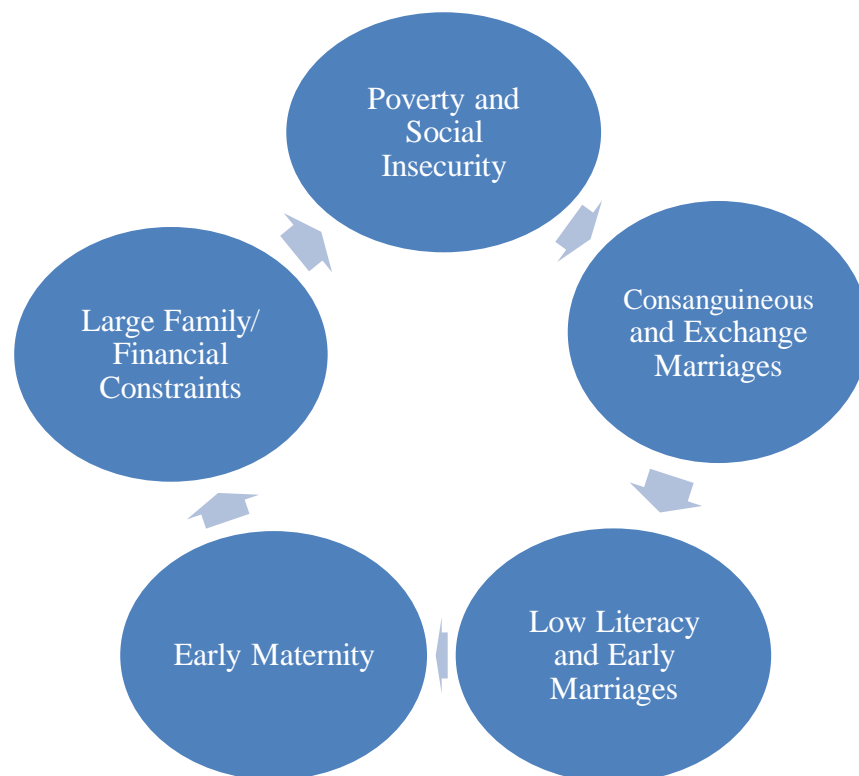 Poverty and
Social
Insecurity
Consanguineous
and Exchange
Marriages
Low Literacy
and Early
Marriages
Early Maternity
Large Family/
Financial
Constraints